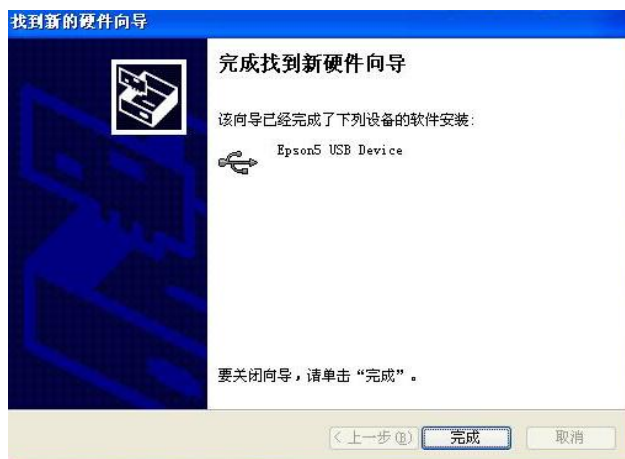 找到新的硬件向导
完成找到新硬件向导
该向导已经完成了下列设备的软件安装:
Epson5 USB Device
要关闭向导，请单击“完成”。
< 上一步(B)
完成
取消